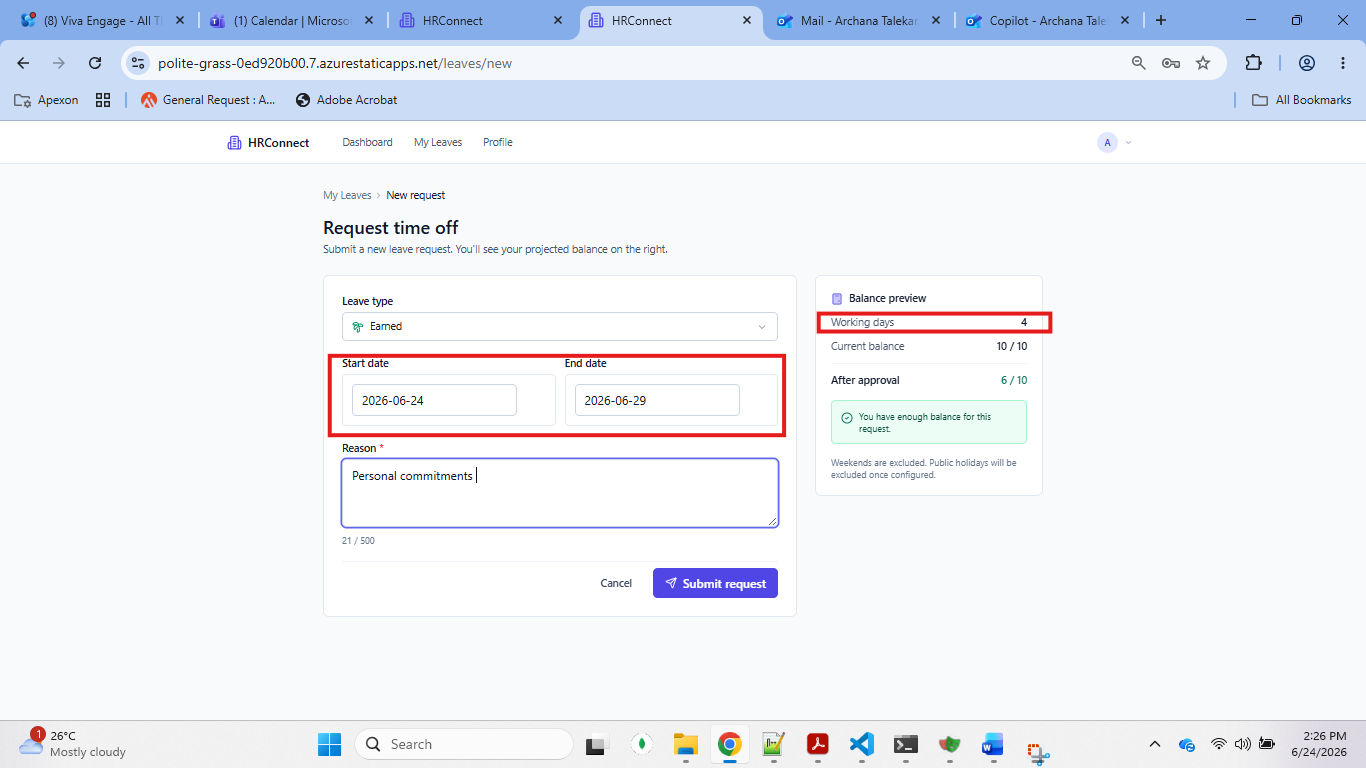 (8) Viva Engage - All Tl
(1) Calendar | Microso
HRConnect
HRConnect
Mail - Archana Talekar
Copilot - Archana Tale
polite-grass-0ed920b00.7.azurestaticapps.net/leaves/new
Apexon
General Request : A...
Adobe Acrobat
All Bookmarks
HRConnect
Dashboard
My Leaves
Profile
A
My Leaves › New request
Request time off
Submit a new leave request. You'll see your projected balance on the right.
Leave type
Earned
Start date
End date
2026-06-24
2026-06-29
Reason *
Personal commitments
21 / 500
Cancel
Submit request
Balance preview
Working days 4
Current balance 10 / 10
After approval 6 / 10
You have enough balance for this
request.
Weekends are excluded. Public holidays will be
excluded once configured.
1
26°C
Mostly cloudy
Search
2:26 PM
6/24/2026